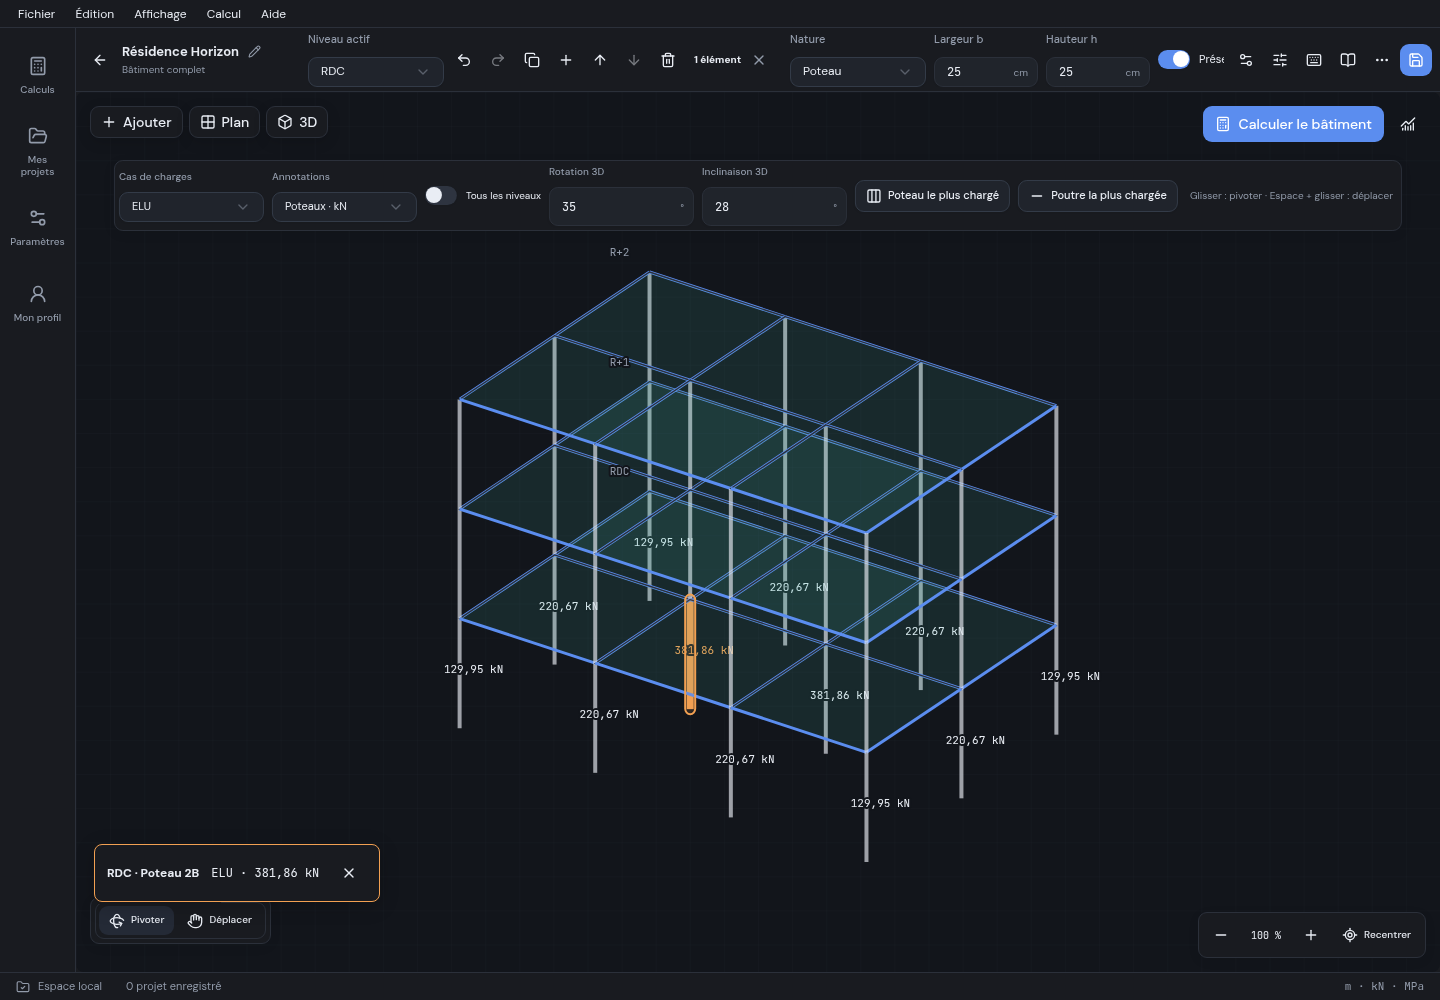 Fichier Édition Affichage Calcul Aide
Résidence Horizon
Bâtiment complet
Niveau actif
RDC
1 élément
Nature
Poteau
Largeur b
25 cm
Hauteur h
25 cm
Prése
Calculs
Mes
projets
Paramètres
Mon profil
Ajouter
Plan
3D
Calculer le bâtiment
Cas de charges
ELU
Annotations
Poteaux · kN
Tous les niveaux
Rotation 3D
35 °
Inclinaison 3D
28 °
Poteau le plus chargé
Poutre la plus chargée
Glisser : pivoter · Espace + glisser : déplacer
R+2
R+1
RDC
129,95 kN
220,67 kN
220,67 kN
220,67 kN
381,86 kN
129,95 kN
129,95 kN
381,86 kN
220,67 kN
220,67 kN
220,67 kN
129,95 kN
RDC · Poteau 2B ELU · 381,86 kN
Pivoter
Déplacer
100 %
Recentrer
Espace local
0 projet enregistré
m · kN · MPa